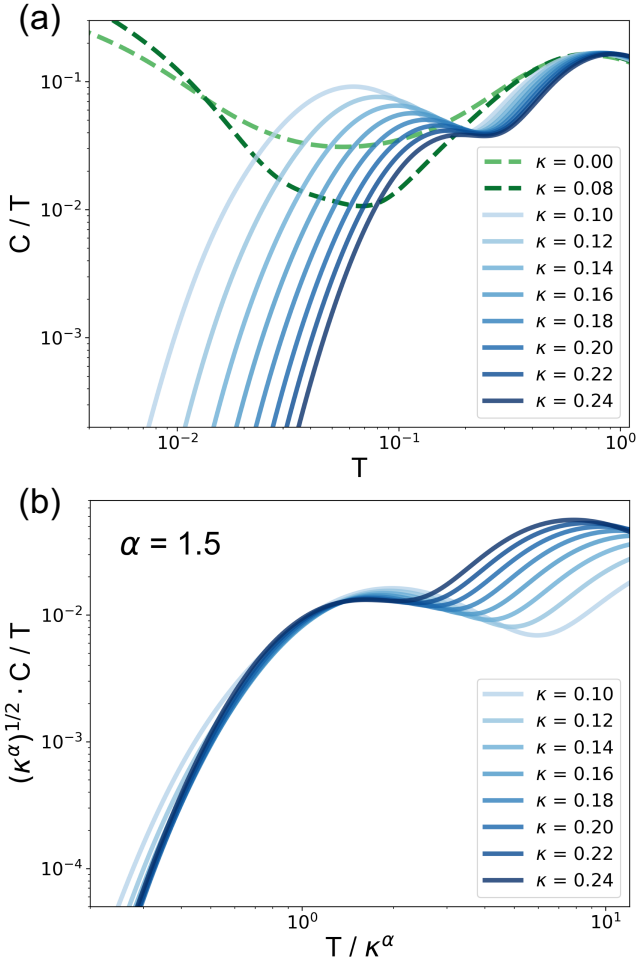 (a)
C / T
10⁻¹
10⁻²
10⁻³
κ = 0.00
κ = 0.08
κ = 0.10
κ = 0.12
κ = 0.14
κ = 0.16
κ = 0.18
κ = 0.20
κ = 0.22
κ = 0.24
10⁻² 10⁻¹ 10⁰
T
(b)
α = 1.5
(κ^α)^1/2 · C / T
10⁻²
10⁻³
10⁻⁴
κ = 0.10
κ = 0.12
κ = 0.14
κ = 0.16
κ = 0.18
κ = 0.20
κ = 0.22
κ = 0.24
10⁰ 10¹
T / κ^α